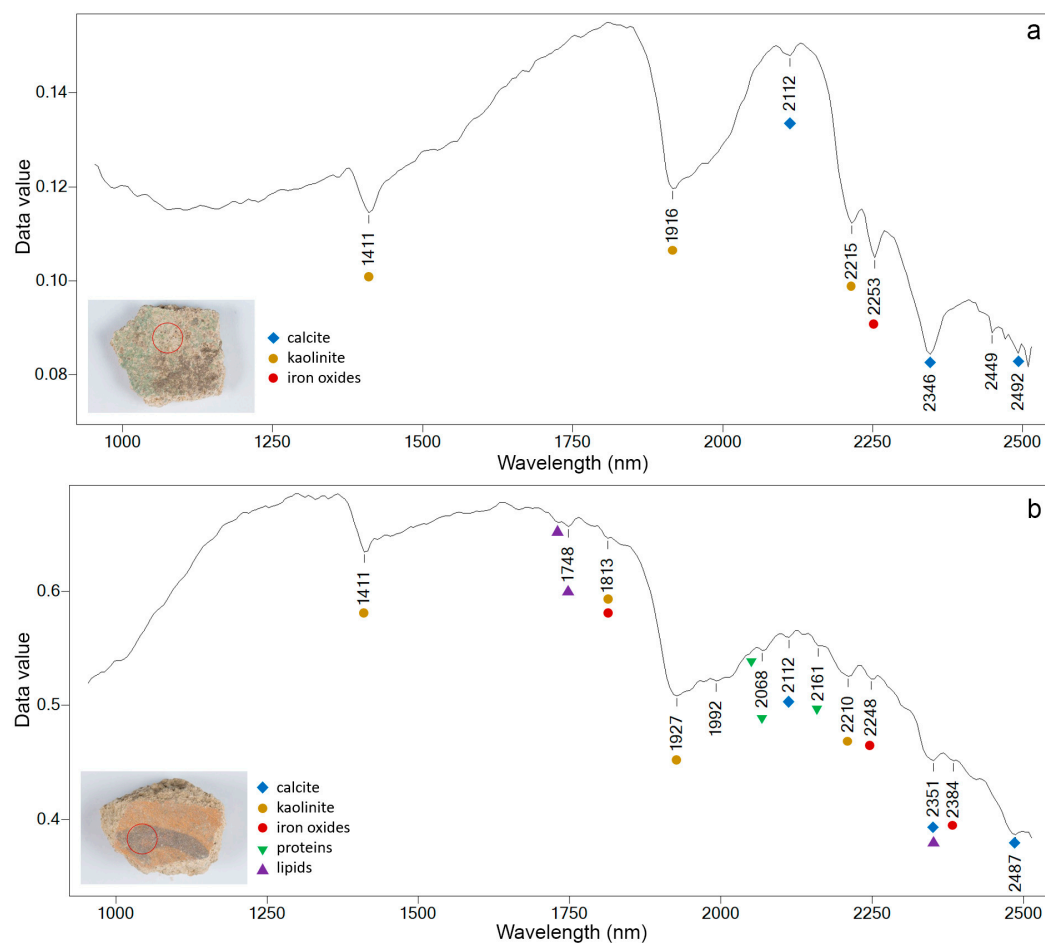 a
Data value
0.14
0.12
0.10
0.08
1411
1916
2112
2215
2253
2346
2449
2492
calcite
kaolinite
iron oxides
1000 1250 1500 1750 2000 2250 2500
Wavelength (nm)
b
Data value
0.6
0.5
0.4
1411
1748
1813
1927
1992
2068
2112
2161
2210
2248
2351
2384
2487
calcite
kaolinite
iron oxides
proteins
lipids
1000 1250 1500 1750 2000 2250 2500
Wavelength (nm)